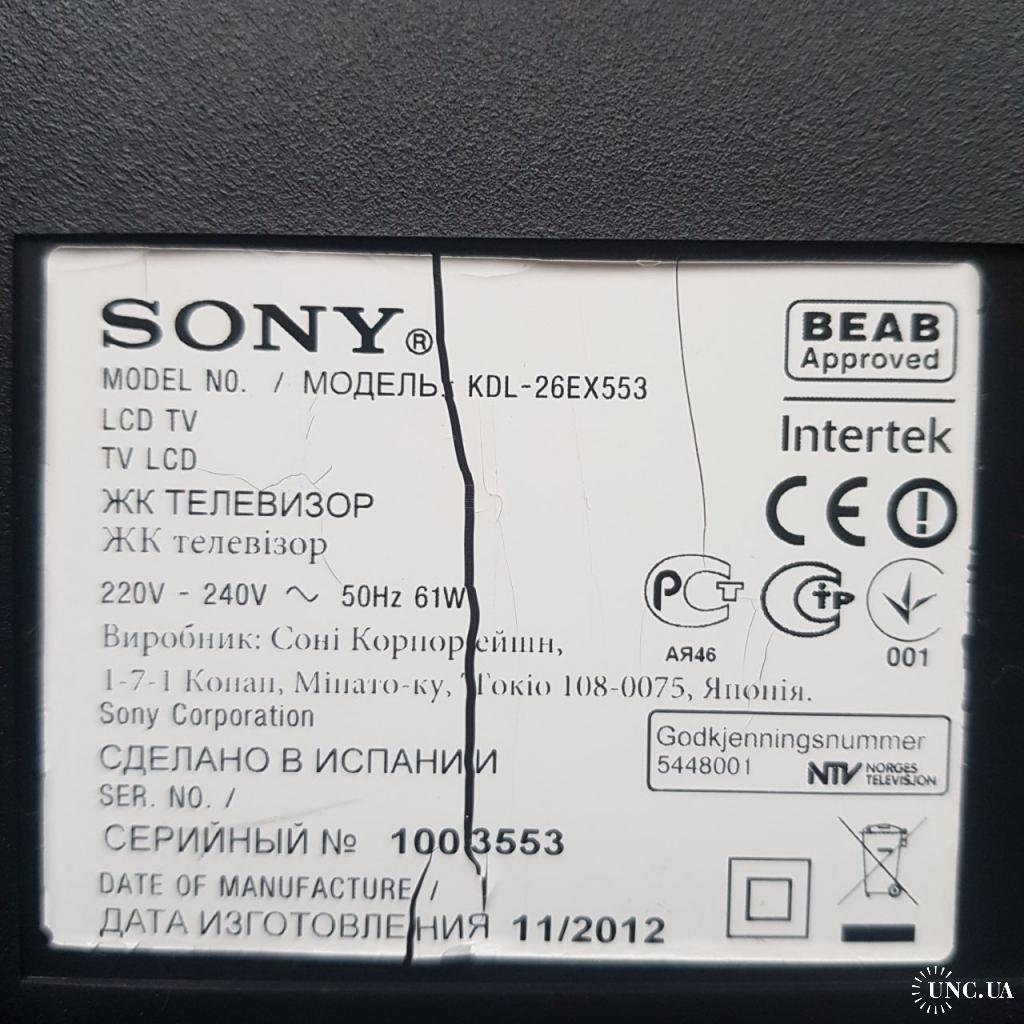 SONY®
MODEL NO. / МОДЕЛЬ: KDL-26EX553
LCD TV
TV LCD
ЖК ТЕЛЕВИЗОР
ЖК телевізор
220V - 240V ~ 50Hz 61W
Виробник: Соні Корпорейшн,
1-7-1 Конан, Мінато-ку, Токіо 108-0075, Японія.
Sony Corporation
СДЕЛАНО В ИСПАНИИ
SER. NO. /
СЕРИЙНЫЙ № 1003553
DATE OF MANUFACTURE /
ДАТА ИЗГОТОВЛЕНИЯ 11/2012
BEAB
Approved
Intertek
CE
РСТ
АЯ46
001
Godkjenningsnummer
5448001
NTV NORGES
TELEVISJON
UNC.UA